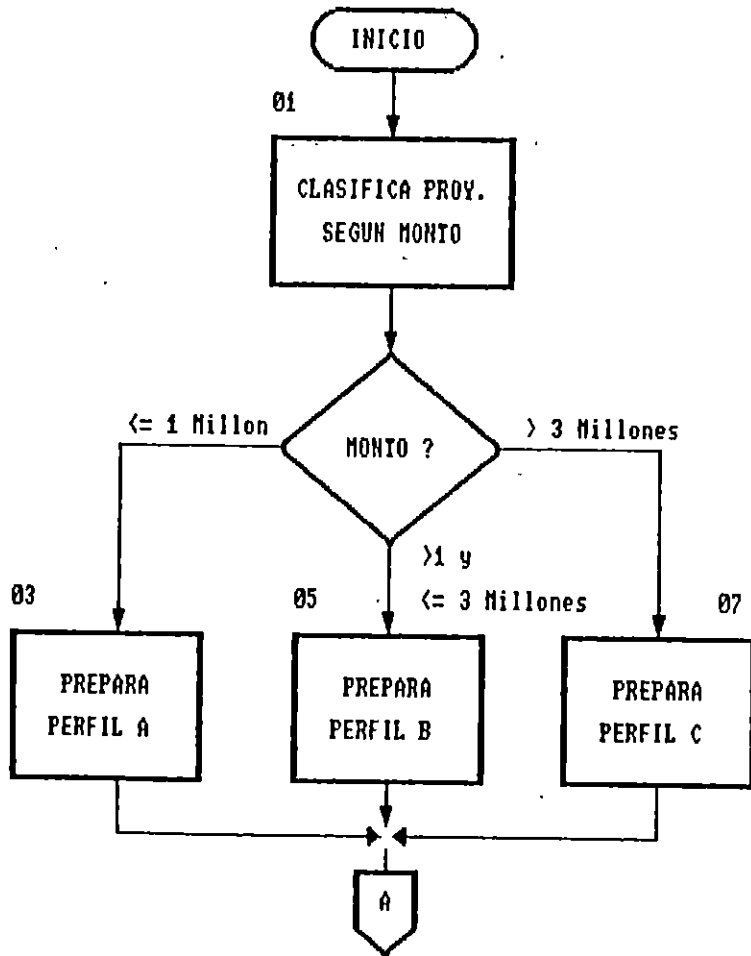 INICIO
01
CLASIFICA PROY.
SEGUN MONTO
<= 1 Millon
MONTO ?
> 3 Millones
>1 y
<= 3 Millones
03
05
07
PREPARA
PERFIL A
PREPARA
PERFIL B
PREPARA
PERFIL C
A